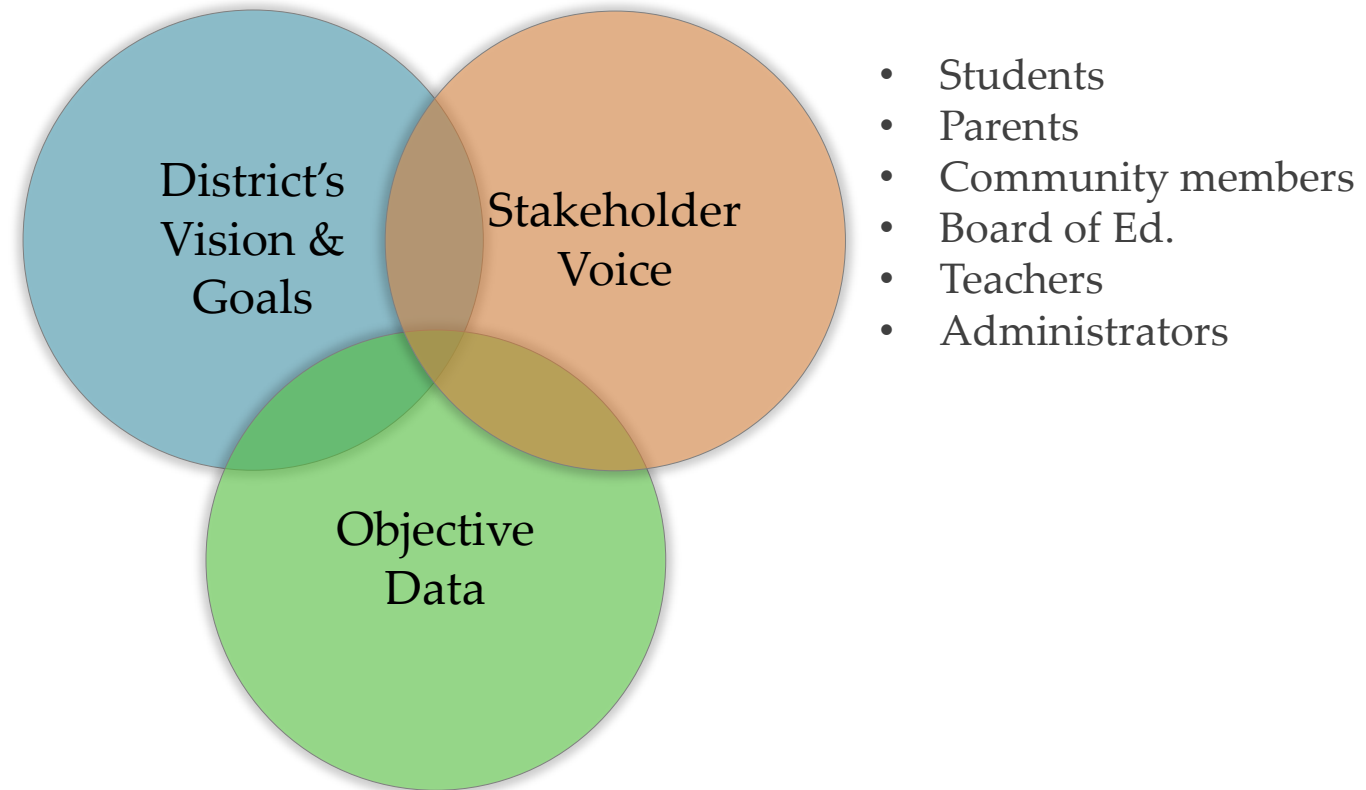 District’s
Vision &
Goals
Stakeholder
Voice
Objective
Data
• Students
• Parents
• Community members
• Board of Ed.
• Teachers
• Administrators